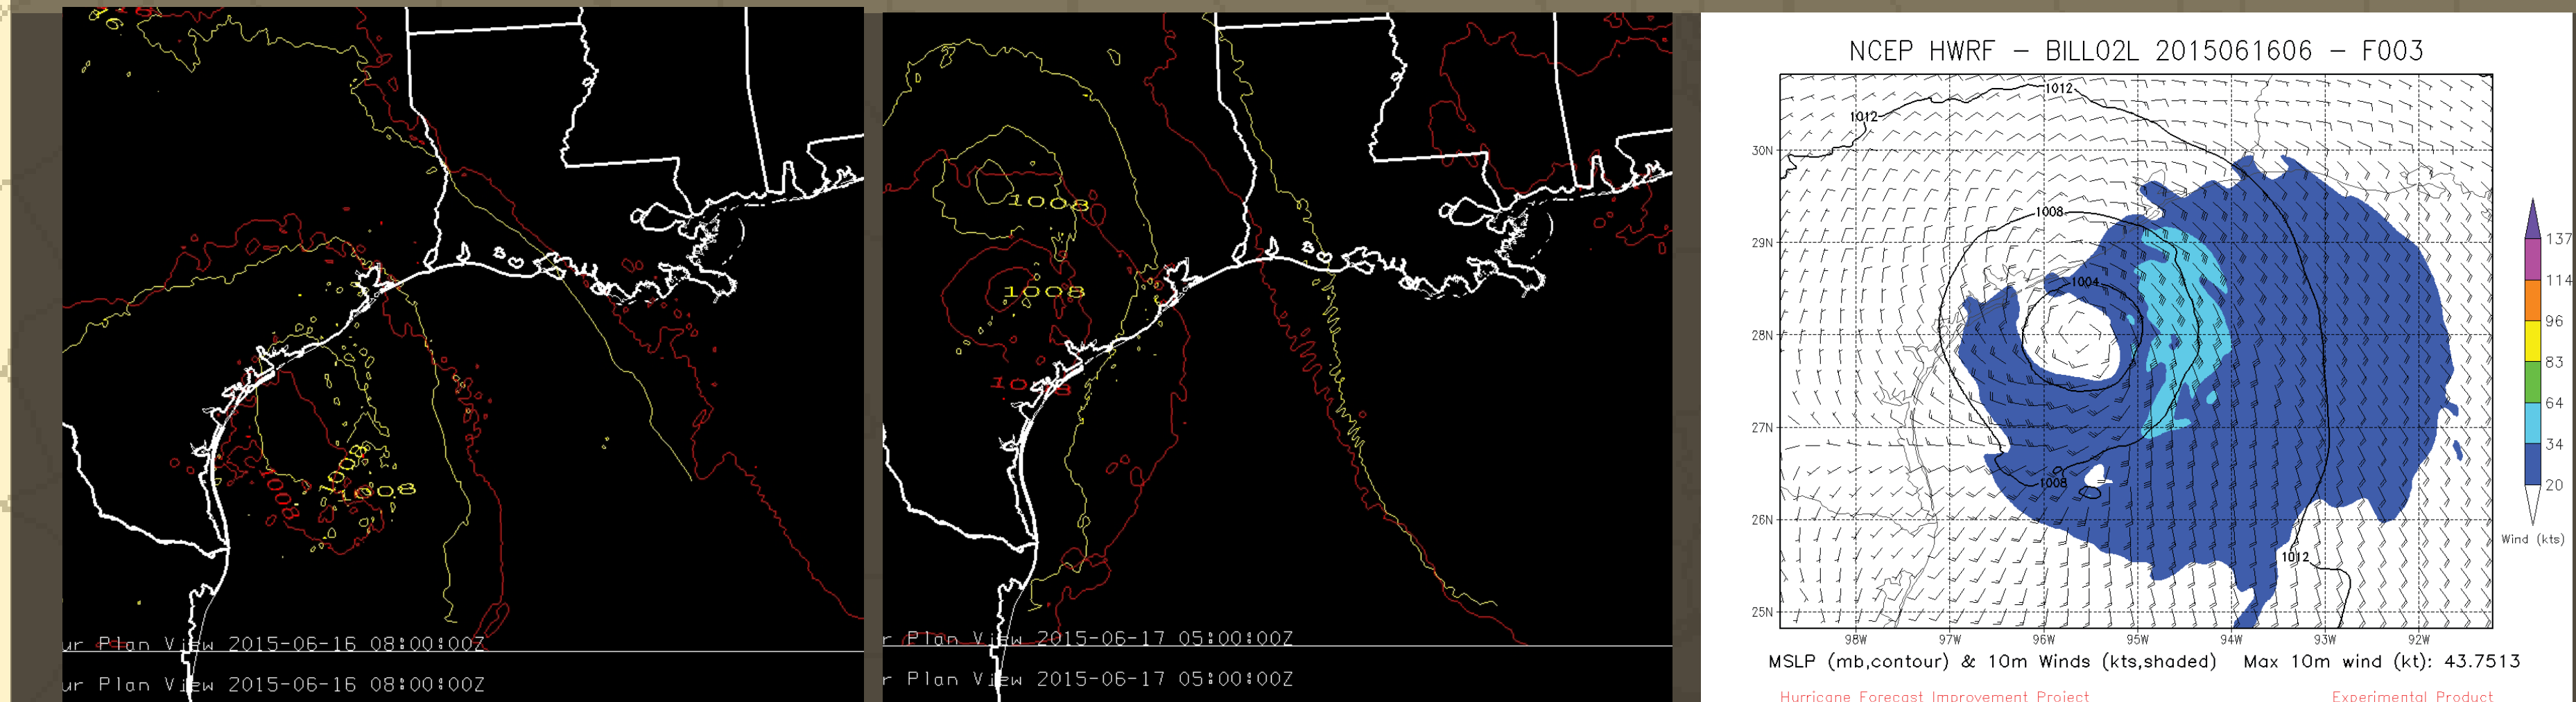 1008
1008
1008
ur Plan View 2015-06-16 08:00:00Z
ur Plan View 2015-06-16 08:00:00Z
1008
1008
r Plan View 2015-06-17 05:00:00Z
r Plan View 2015-06-17 05:00:00Z
NCEP HWRF – BILL02L 2015061606 – F003
1012
1012
1008
1004
1008
1012
30N
29N
28N
27N
26N
25N
98W
97W
96W
95W
94W
93W
92W
137
114
96
83
64
34
20
Wind (kts)
MSLP (mb,contour) & 10m Winds (kts,shaded) Max 10m wind (kt): 43.7513
Hurricane Forecast Improvement Project
Experimental Product